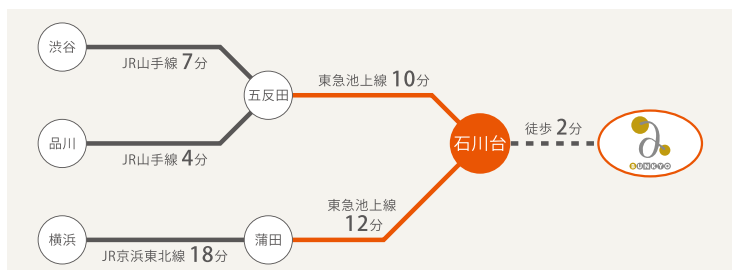 渋谷
JR山手線 7分
五反田
東急池上線 10分
品川
JR山手線 4分
石川台
徒歩 2分
BUNKYO
東急池上線
12分
横浜
JR京浜東北線 18分
蒲田